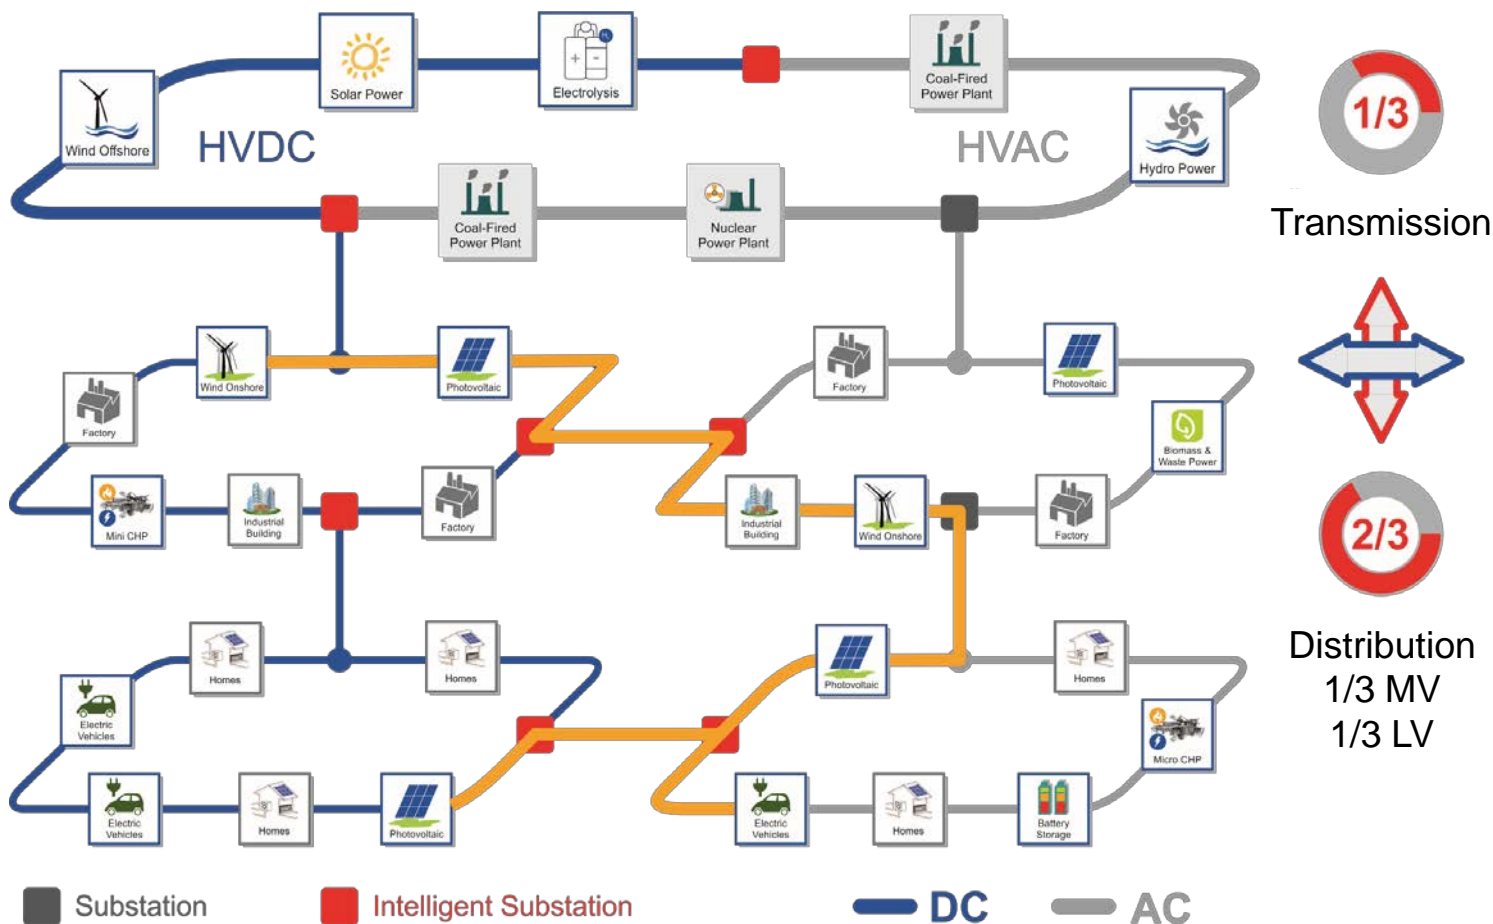 Solar Power
+ -
H₂
Electrolysis
Coal-Fired
Power Plant
1/3
Wind Offshore
HVDC
HVAC
Hydro Power
Coal-Fired
Power Plant
Nuclear
Power Plant
Transmission
Wind Onshore
Photovoltaic
Factory
Photovoltaic
Factory
Biomass &
Waste Power
Mini CHP
Industrial
Building
Factory
Industrial
Building
Wind Onshore
Factory
2/3
Homes
Homes
Photovoltaic
Homes
Distribution
1/3 MV
1/3 LV
Electric
Vehicles
Micro CHP
Electric
Vehicles
Homes
Photovoltaic
Electric
Vehicles
Homes
Battery
Storage
Substation
Intelligent Substation
DC
AC